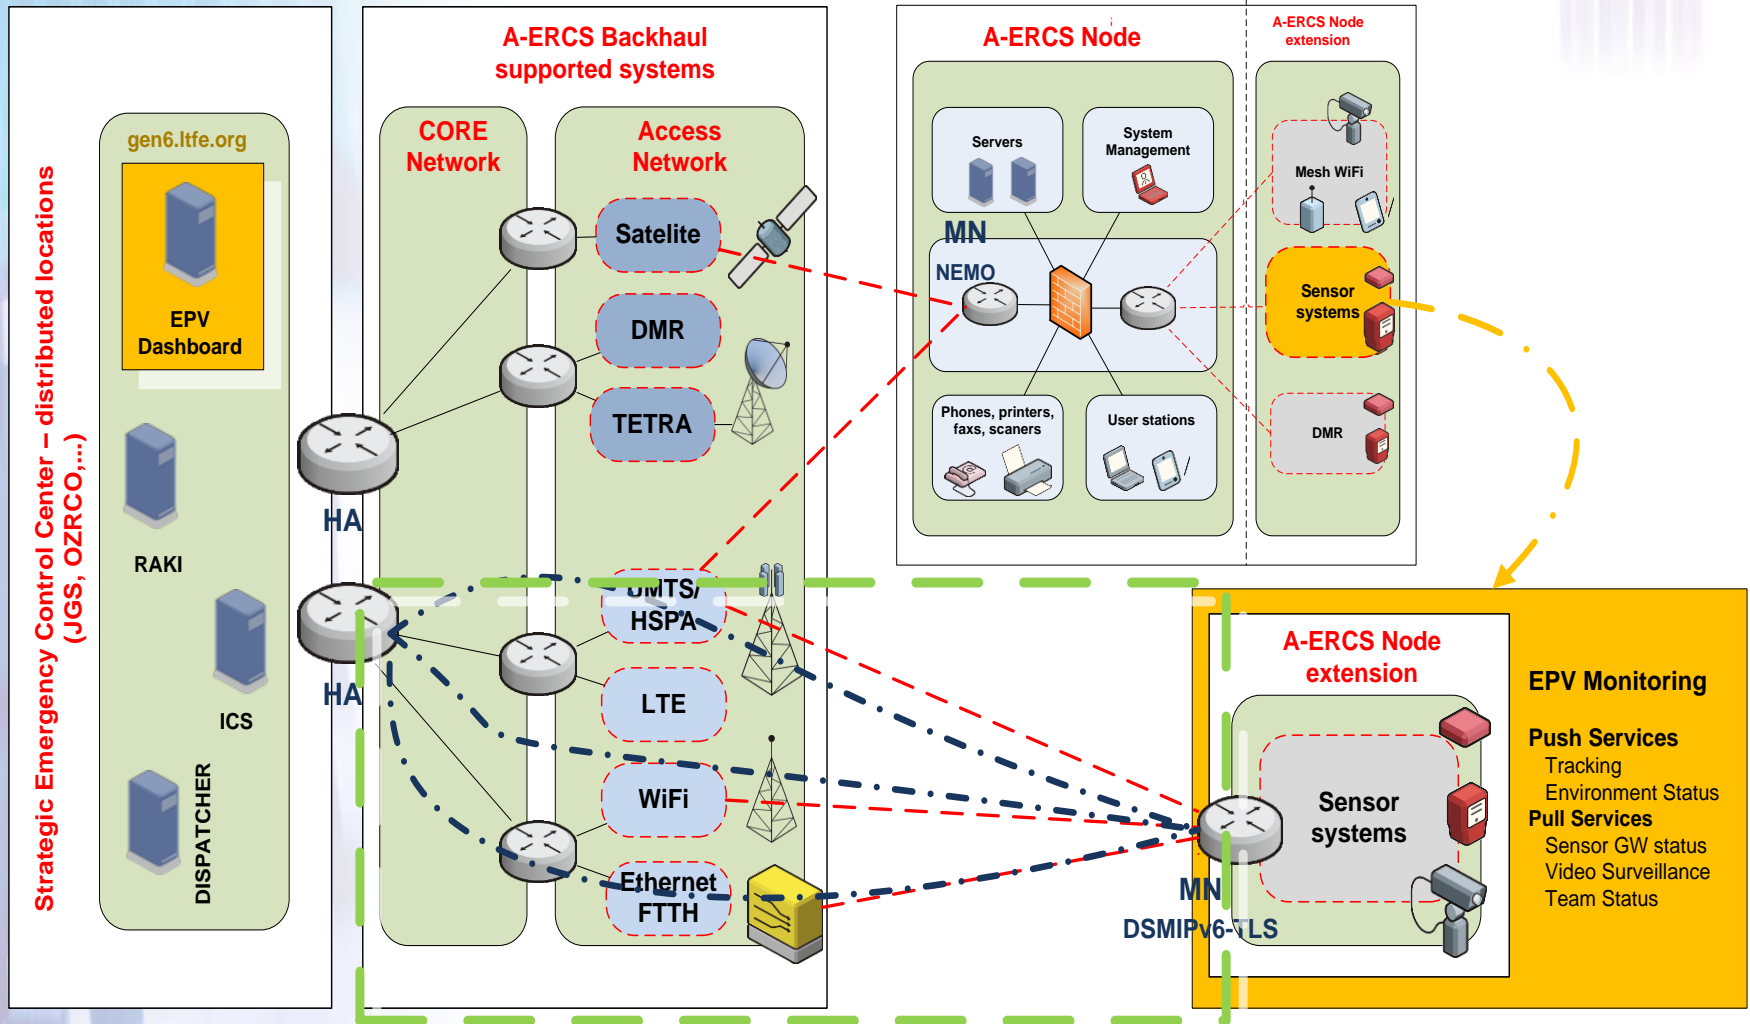 Strategic Emergency Control Center – distributed locations
(JGS, OZRCO,...)
gen6.ltfe.org
EPV
Dashboard
RAKI
ICS
DISPATCHER
HA
HA
A-ERCS Backhaul
supported systems
CORE
Network
Access
Network
Satelite
DMR
TETRA
UMTS/
HSPA
LTE
WiFi
Ethernet
FTTH
A-ERCS Node
Servers
System
Management
MN
NEMO
Phones, printers,
faxs, scaners
User stations
A-ERCS Node
extension
Mesh WiFi
Sensor
systems
DMR
A-ERCS Node
extension
Sensor
systems
MN
DSMIPv6-TLS
EPV Monitoring
Push Services
Tracking
Environment Status
Pull Services
Sensor GW status
Video Surveillance
Team Status